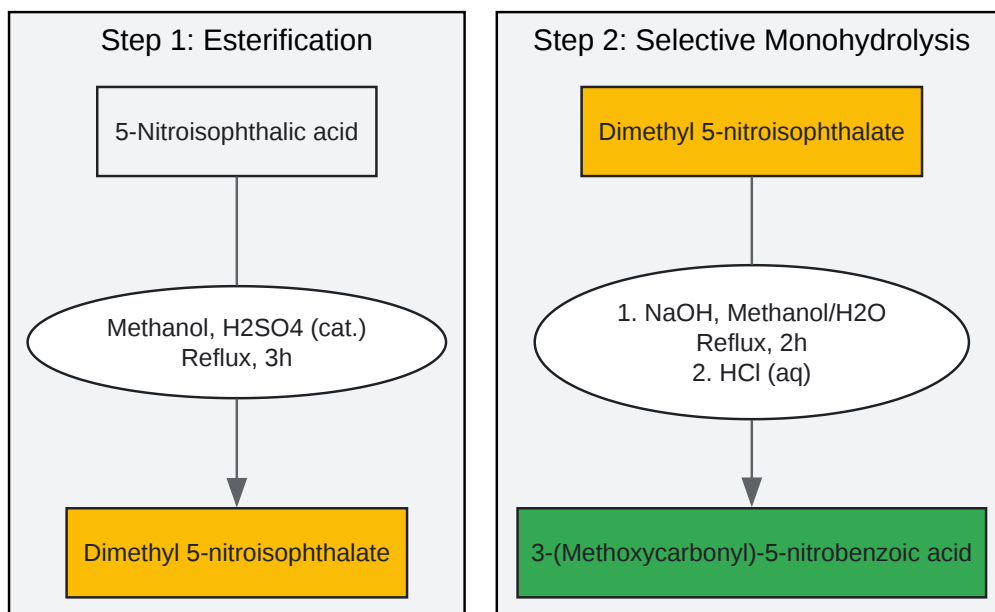 Step 1: Esterification
5-Nitroisophthalic acid
Methanol, H2SO4 (cat.)
Reflux, 3h
Dimethyl 5-nitroisophthalate
Step 2: Selective Monohydrolysis
Dimethyl 5-nitroisophthalate
1. NaOH, Methanol/H2O
Reflux, 2h
2. HCl (aq)
3-(Methoxycarbonyl)-5-nitrobenzoic acid